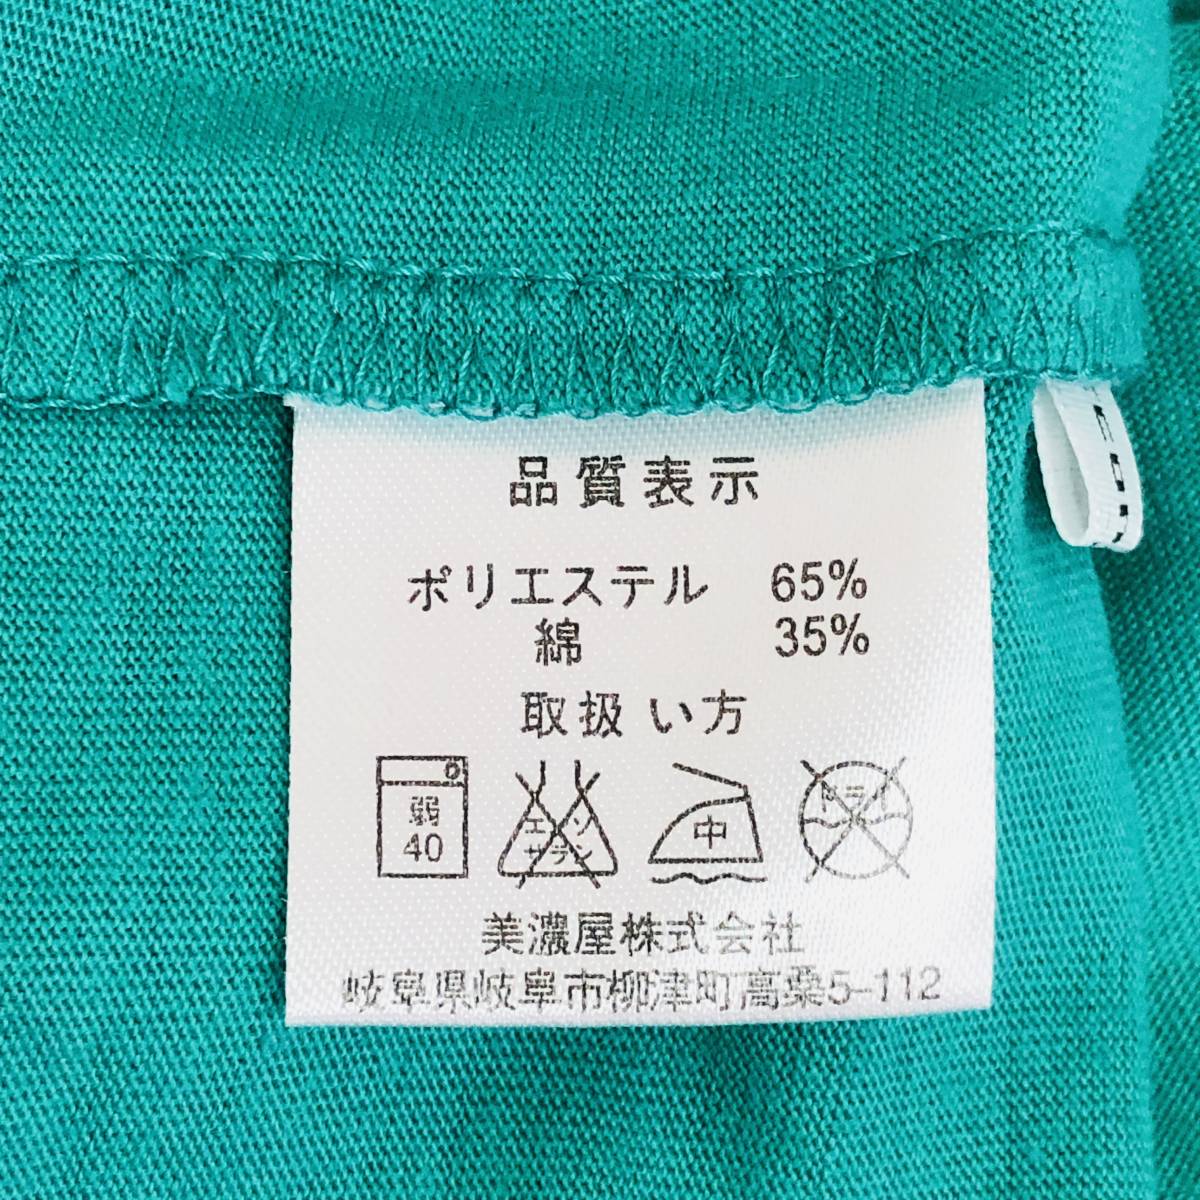 品質表示
ポリエステル 65%
綿 35%
取扱い方
弱
40
エンソ
サラシ
中
ドライ
美濃屋株式会社
岐阜県岐阜市柳津町高桑5-112